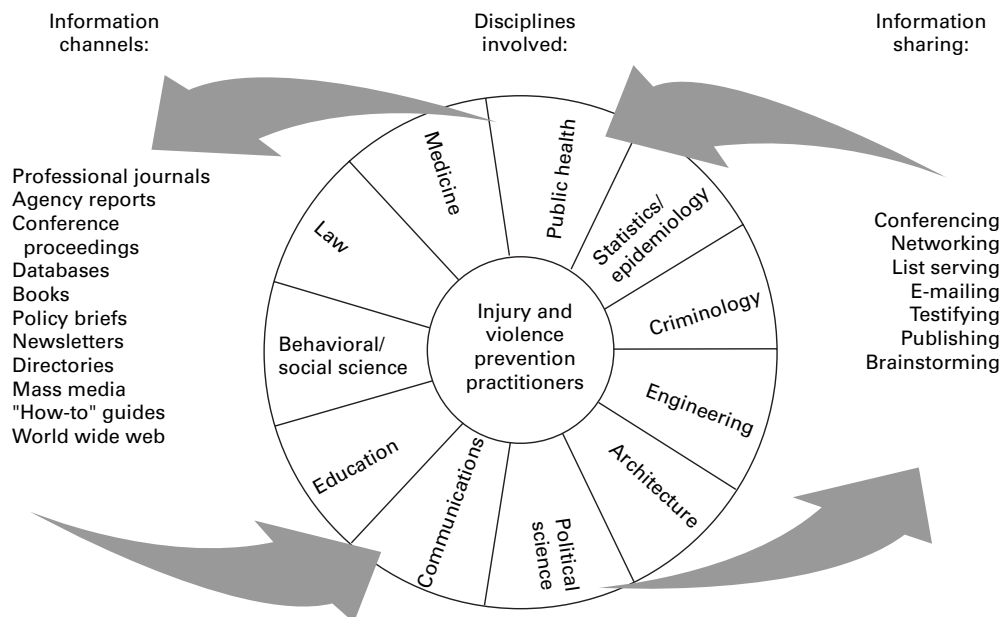 Information
channels:
Disciplines
involved:
Information
sharing:
Professional journals
Agency reports
Conference
proceedings
Databases
Books
Policy briefs
Newsletters
Directories
Mass media
"How-to" guides
World wide web
Medicine
Public health
Statistics/
epidemiology
Criminology
Engineering
Architecture
Political
science
Communications
Education
Behavioral/
social science
Law
Injury and
violence
prevention
practitioners
Conferencing
Networking
List serving
E-mailing
Testifying
Publishing
Brainstorming